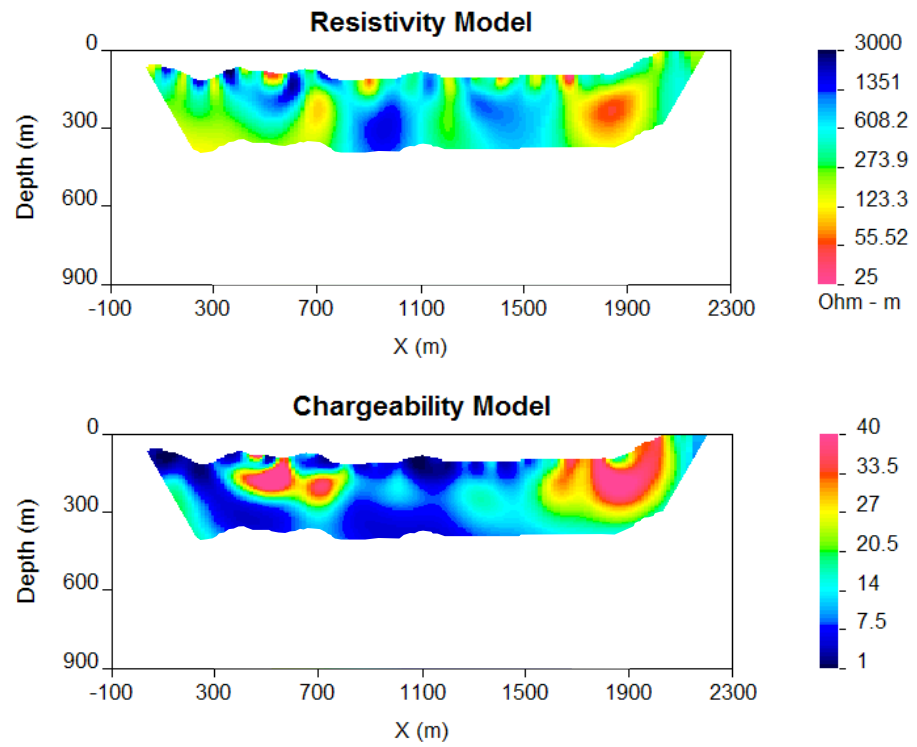 Resistivity Model
0
300
600
900
Depth (m)
-100 300 700 1100 1500 1900 2300
X (m)
3000
1351
608.2
273.9
123.3
55.52
25
Ohm - m
Chargeability Model
0
300
600
900
Depth (m)
-100 300 700 1100 1500 1900 2300
X (m)
40
33.5
27
20.5
14
7.5
1